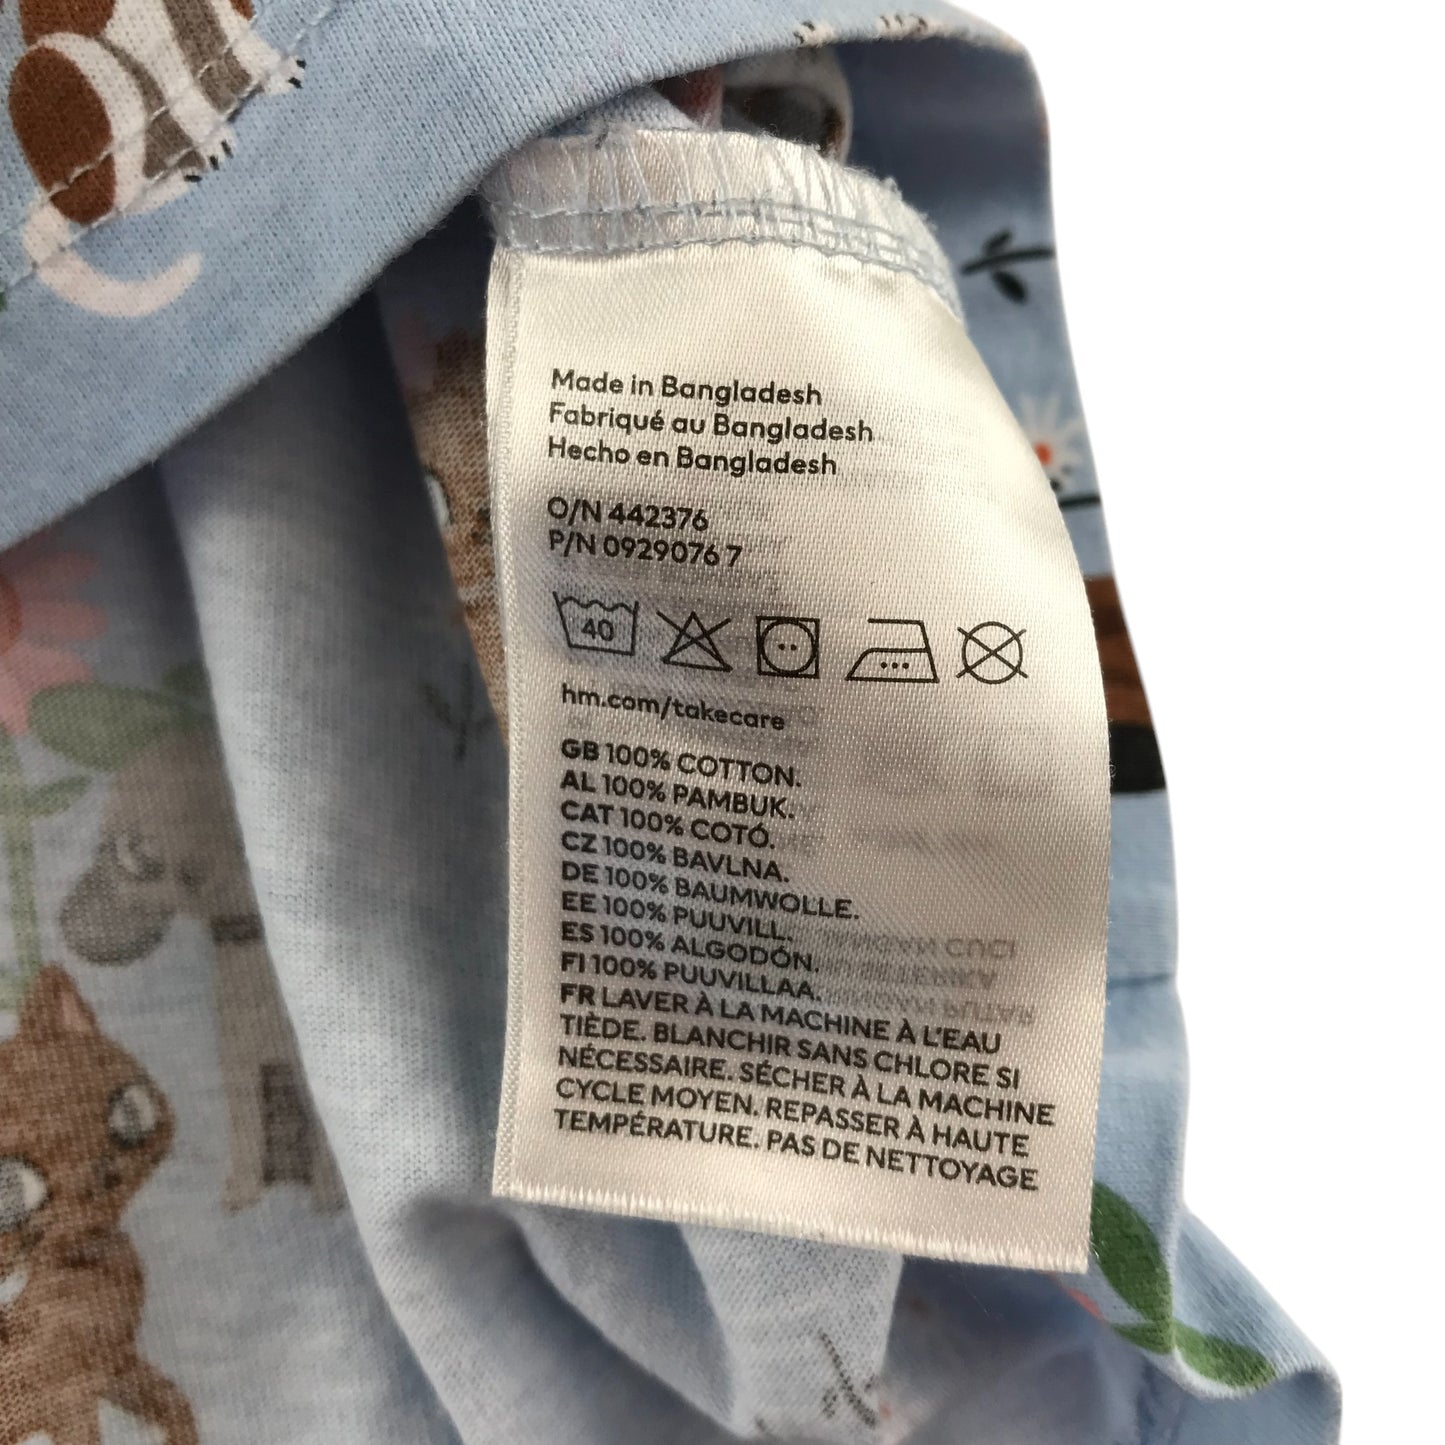 Made in Bangladesh
Fabriqué au Bangladesh
Hecho en Bangladesh
O/N 442376
P/N 0929076 7
40
hm.com/takecare
GB 100% COTTON.
AL 100% PAMBUK.
CAT 100% COTÓ.
CZ 100% BAVLNA.
DE 100% BAUMWOLLE.
EE 100% PUUVILL.
ES 100% ALGODÓN.
FI 100% PUUVILLAA.
FR LAVER À LA MACHINE À L'EAU
TIÈDE. BLANCHIR SANS CHLORE SI
NÉCESSAIRE. SÉCHER À LA MACHINE
CYCLE MOYEN. REPASSER À HAUTE
TEMPÉRATURE. PAS DE NETTOYAGE